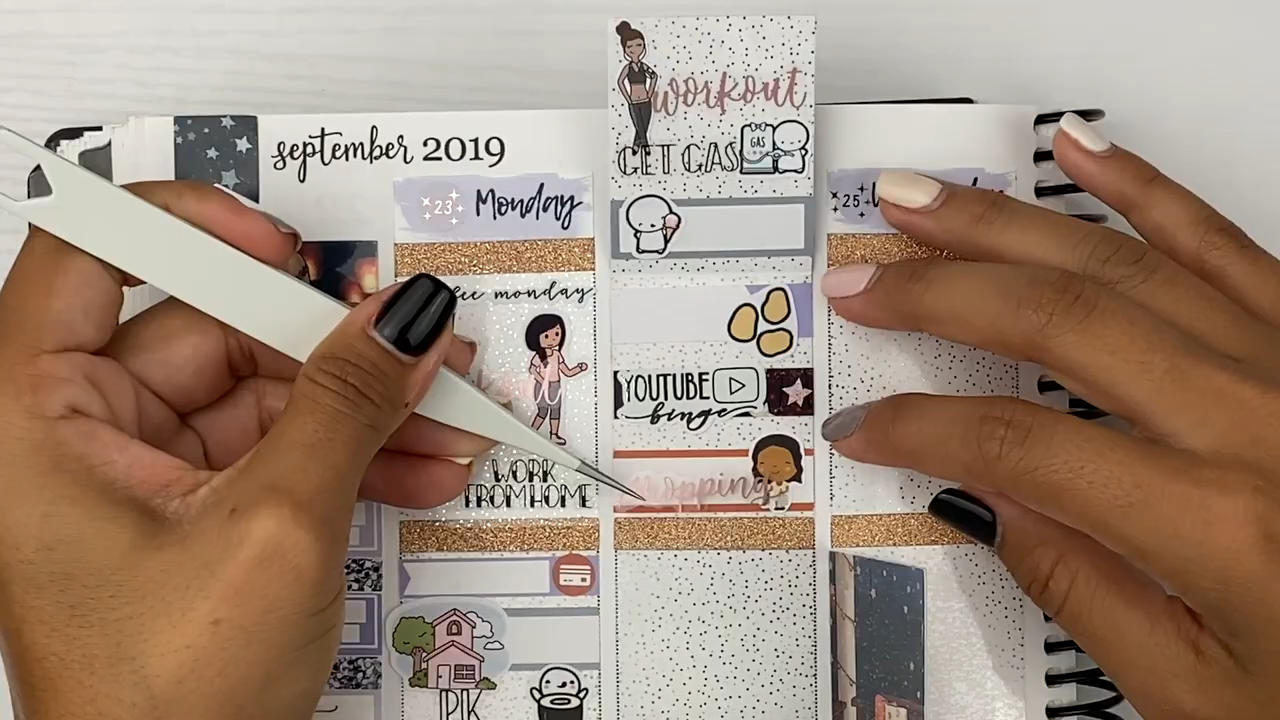 september 2019
23 Monday
monday
WORK
FROM HOME
workout
GET GAS
GAS
YOUTUBE
binge
25